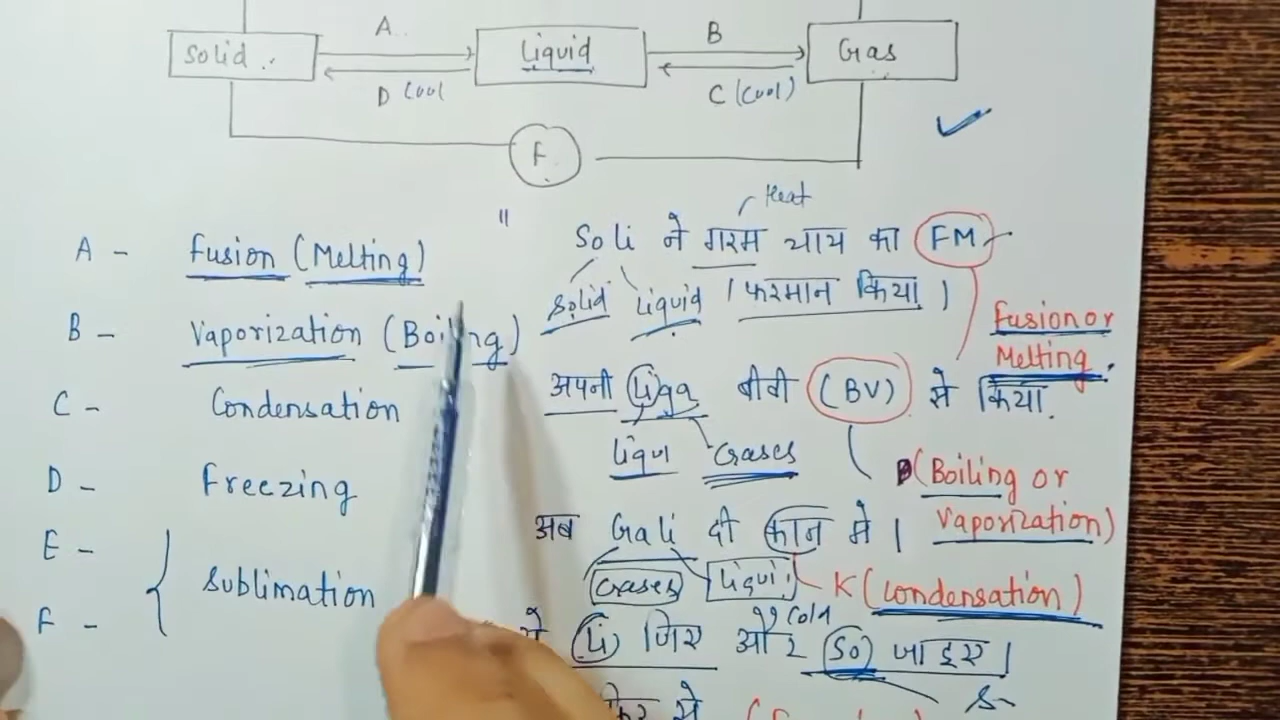 A..
B
Solid ..
Liquid
Gas
D Cool
C (Cool)
F
Heat
"
A - Fusion (Melting)
B - Vaporization (Boiling)
C - Condensation
D - Freezing
E -
Sublimation
F -
Soli ने गरम चाय का FM
Solid Liquid (फरमान किया)
Fusion or
Melting.
अपनी Liga बीवी (BV) से किया.
Liqui Gases
(Boiling or
Vaporization)
अब Gali दी कान मे |
Gases Liqui
K (Condensation)
Cold
से Li जिए और So जाइए |
से